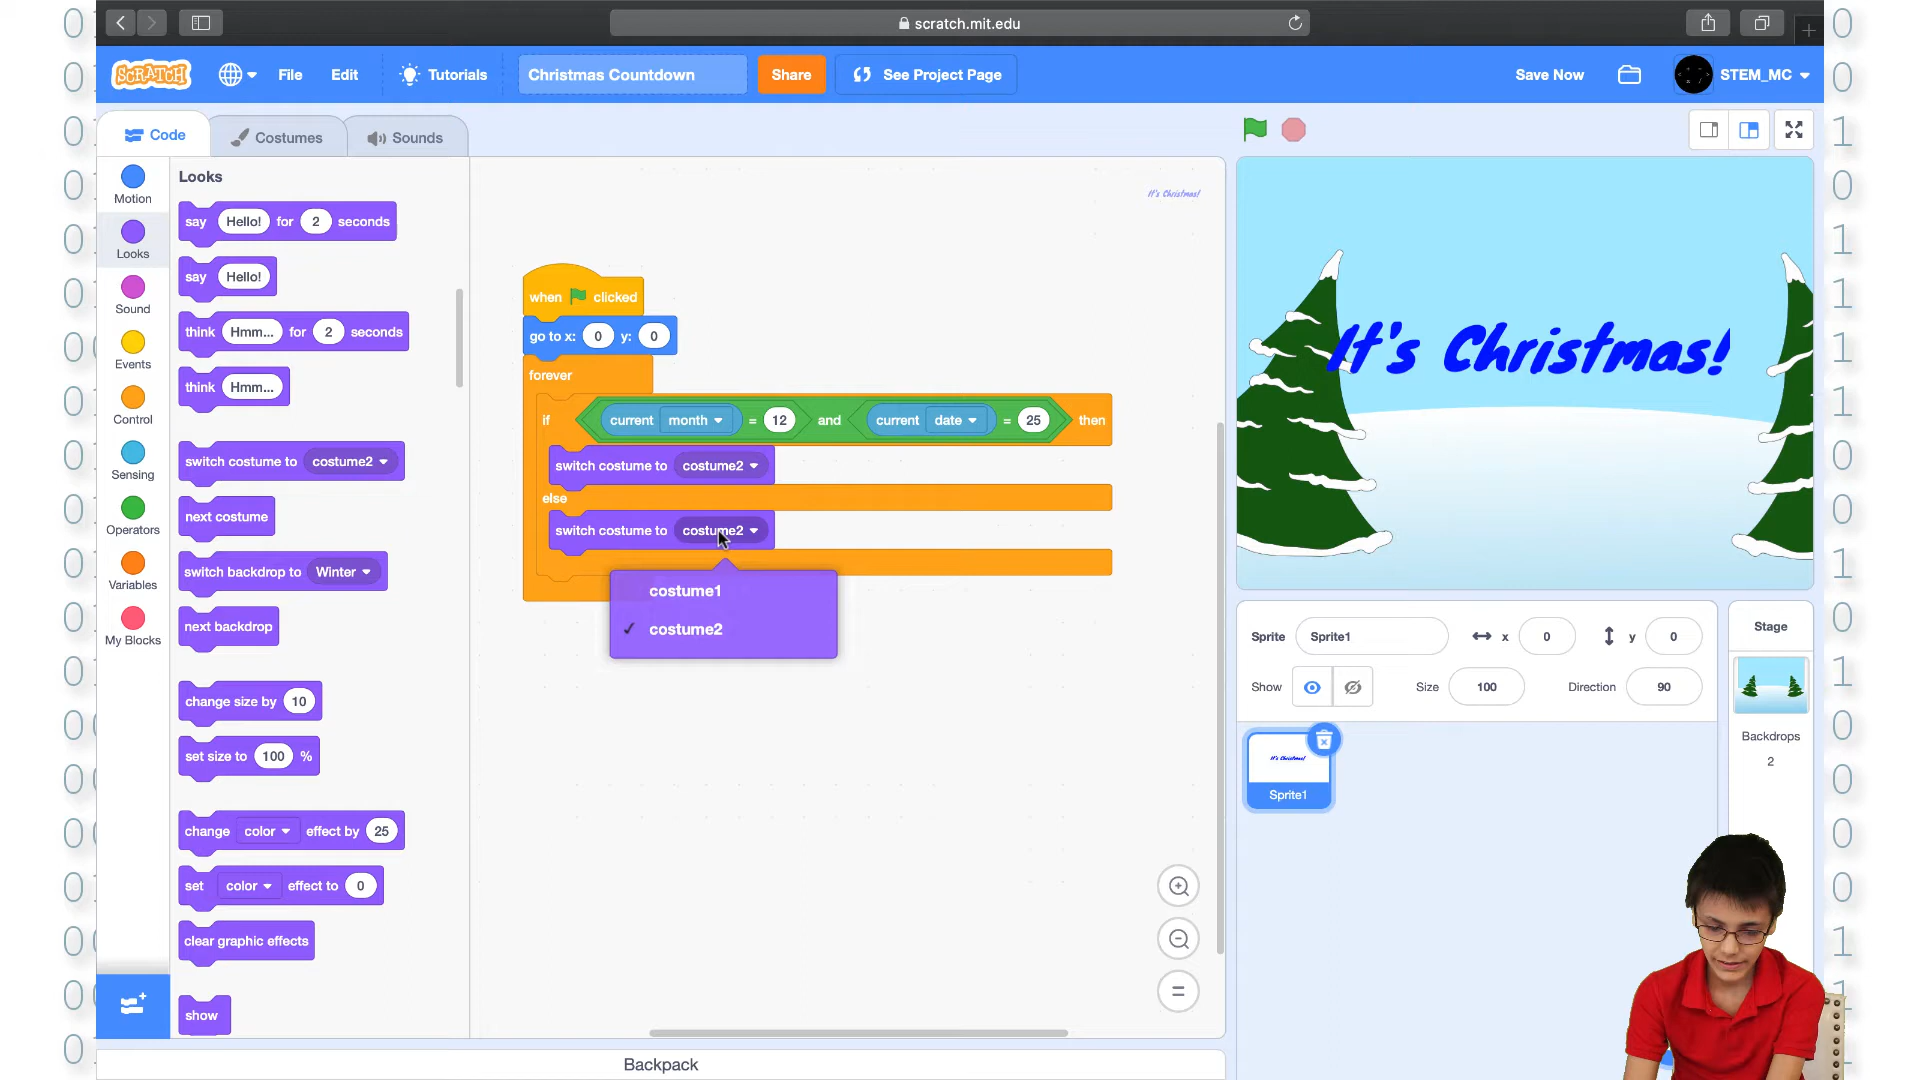 scratch.mit.edu
SCRATCH File Edit Tutorials Christmas Countdown Share See Project Page Save Now STEM_MC
Code Costumes Sounds
Motion
Looks
Sound
Events
Control
Sensing
Operators
Variables
My Blocks
Looks
say Hello! for 2 seconds
say Hello!
think Hmm... for 2 seconds
think Hmm...
switch costume to costume2
next costume
switch backdrop to Winter
next backdrop
change size by 10
set size to 100 %
change color effect by 25
set color effect to 0
clear graphic effects
show
It's Christmas!
when clicked
go to x: 0 y: 0
forever
if current month = 12 and current date = 25 then
switch costume to costume2
else
switch costume to costume2
costume1
✓ costume2
Backpack
It's Christmas!
Sprite Sprite1 x 0 y 0
Show Size 100 Direction 90
It's Christmas!
Sprite1
Stage
Backdrops
2